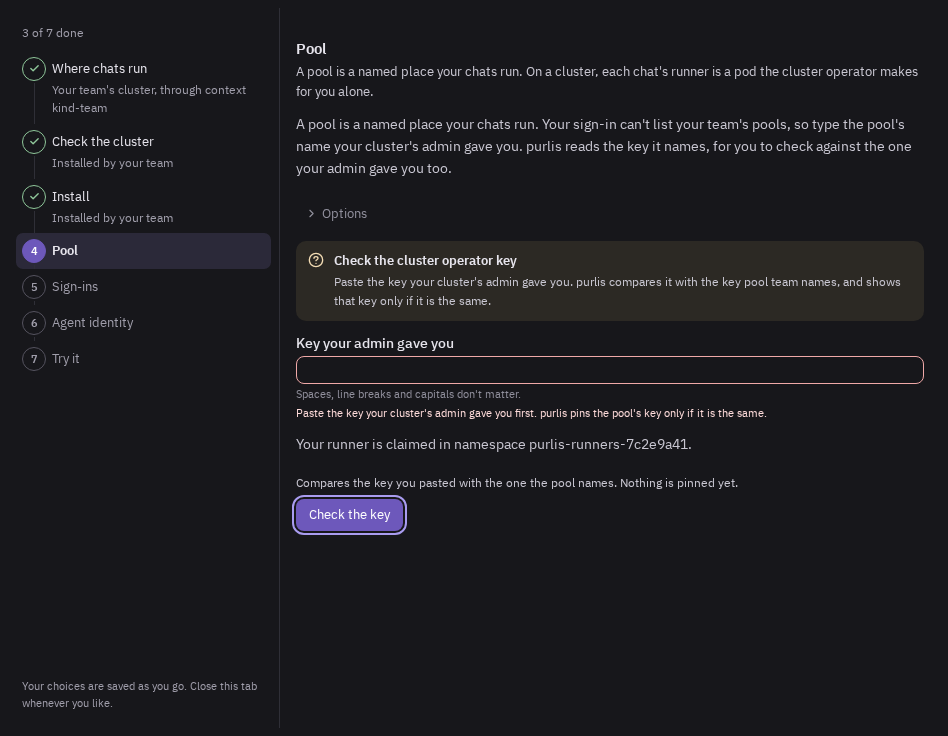 3 of 7 done
Where chats run
Your team's cluster, through context
kind-team
Check the cluster
Installed by your team
Install
Installed by your team
4 Pool
5 Sign-ins
6 Agent identity
7 Try it
Your choices are saved as you go. Close this tab
whenever you like.
Pool
A pool is a named place your chats run. On a cluster, each chat's runner is a pod the cluster operator makes
for you alone.
A pool is a named place your chats run. Your sign-in can't list your team's pools, so type the pool's
name your cluster's admin gave you. purlis reads the key it names, for you to check against the one
your admin gave you too.
Options
Check the cluster operator key
Paste the key your cluster's admin gave you. purlis compares it with the key pool team names, and shows
that key only if it is the same.
Key your admin gave you
Spaces, line breaks and capitals don't matter.
Paste the key your cluster's admin gave you first. purlis pins the pool's key only if it is the same.
Your runner is claimed in namespace purlis-runners-7c2e9a41.
Compares the key you pasted with the one the pool names. Nothing is pinned yet.
Check the key